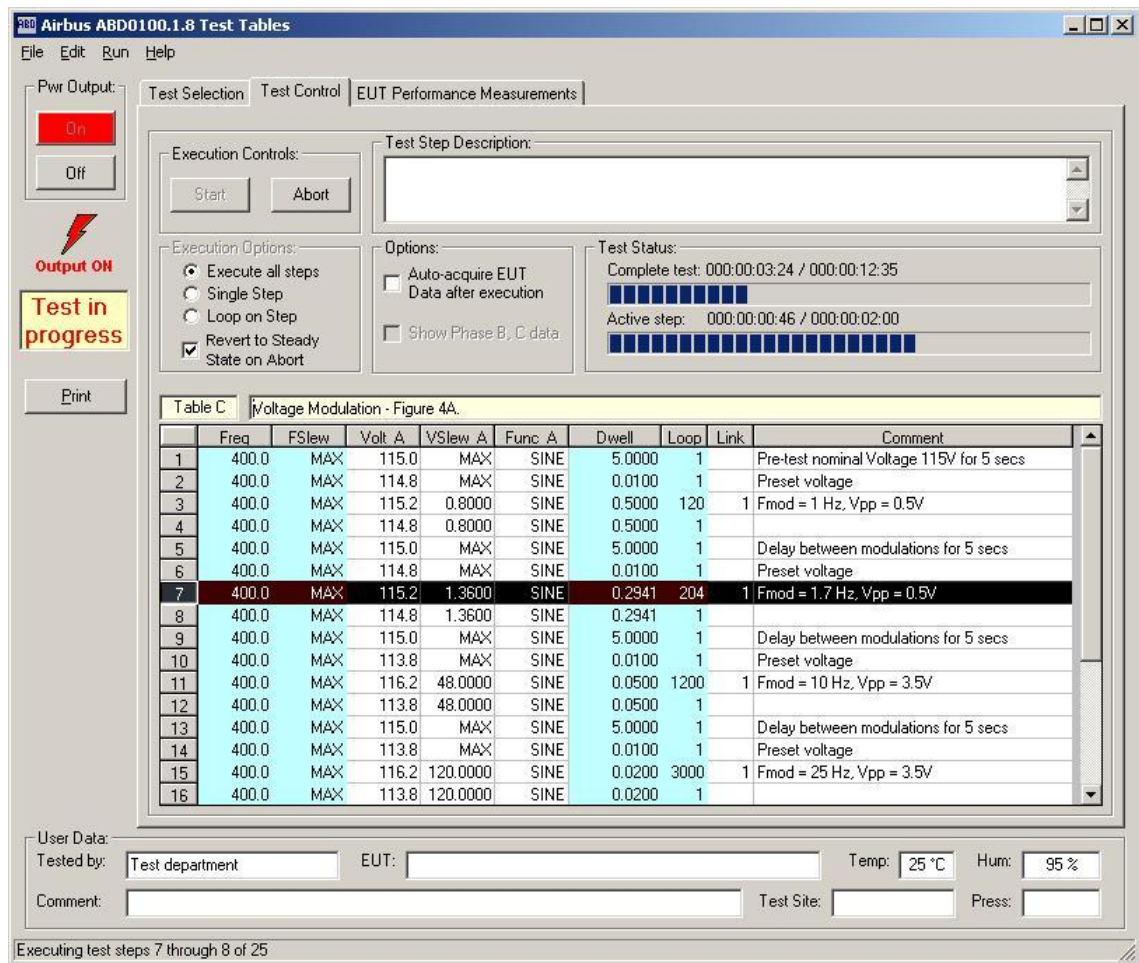 Airbus ABD0100.1.8 Test Tables
File Edit Run Help
Pwr Output:
On
Off
Output ON
Test in
progress
Print
Test Selection Test Control EUT Performance Measurements
Execution Controls:
Start Abort
Test Step Description:
Execution Options:
Execute all steps
Single Step
Loop on Step
Revert to Steady
State on Abort
Options:
Auto-acquire EUT
Data after execution
Show Phase B, C data
Test Status:
Complete test: 000:00:03:24 / 000:00:12:35
Active step: 000:00:00:46 / 000:00:02:00
Table C Voltage Modulation - Figure 4A.
Freq FSlew Volt A VSlew A Func A Dwell Loop Link Comment
1 400.0 MAX 115.0 MAX SINE 5.0000 1 Pre-test nominal Voltage 115V for 5 secs
2 400.0 MAX 114.8 MAX SINE 0.0100 1 Preset voltage
3 400.0 MAX 115.2 0.8000 SINE 0.5000 120 1 Fmod = 1 Hz, Vpp = 0.5V
4 400.0 MAX 114.8 0.8000 SINE 0.5000 1
5 400.0 MAX 115.0 MAX SINE 5.0000 1 Delay between modulations for 5 secs
6 400.0 MAX 114.8 MAX SINE 0.0100 1 Preset voltage
7 400.0 MAX 115.2 1.3600 SINE 0.2941 204 1 Fmod = 1.7 Hz, Vpp = 0.5V
8 400.0 MAX 114.8 1.3600 SINE 0.2941 1
9 400.0 MAX 115.0 MAX SINE 5.0000 1 Delay between modulations for 5 secs
10 400.0 MAX 113.8 MAX SINE 0.0100 1 Preset voltage
11 400.0 MAX 116.2 48.0000 SINE 0.0500 1200 1 Fmod = 10 Hz, Vpp = 3.5V
12 400.0 MAX 113.8 48.0000 SINE 0.0500 1
13 400.0 MAX 115.0 MAX SINE 5.0000 1 Delay between modulations for 5 secs
14 400.0 MAX 113.8 MAX SINE 0.0100 1 Preset voltage
15 400.0 MAX 116.2 120.0000 SINE 0.0200 3000 1 Fmod = 25 Hz, Vpp = 3.5V
16 400.0 MAX 113.8 120.0000 SINE 0.0200 1
User Data:
Tested by: Test department EUT: Temp: 25 °C Hum: 95 %
Comment: Test Site: Press:
Executing test steps 7 through 8 of 25